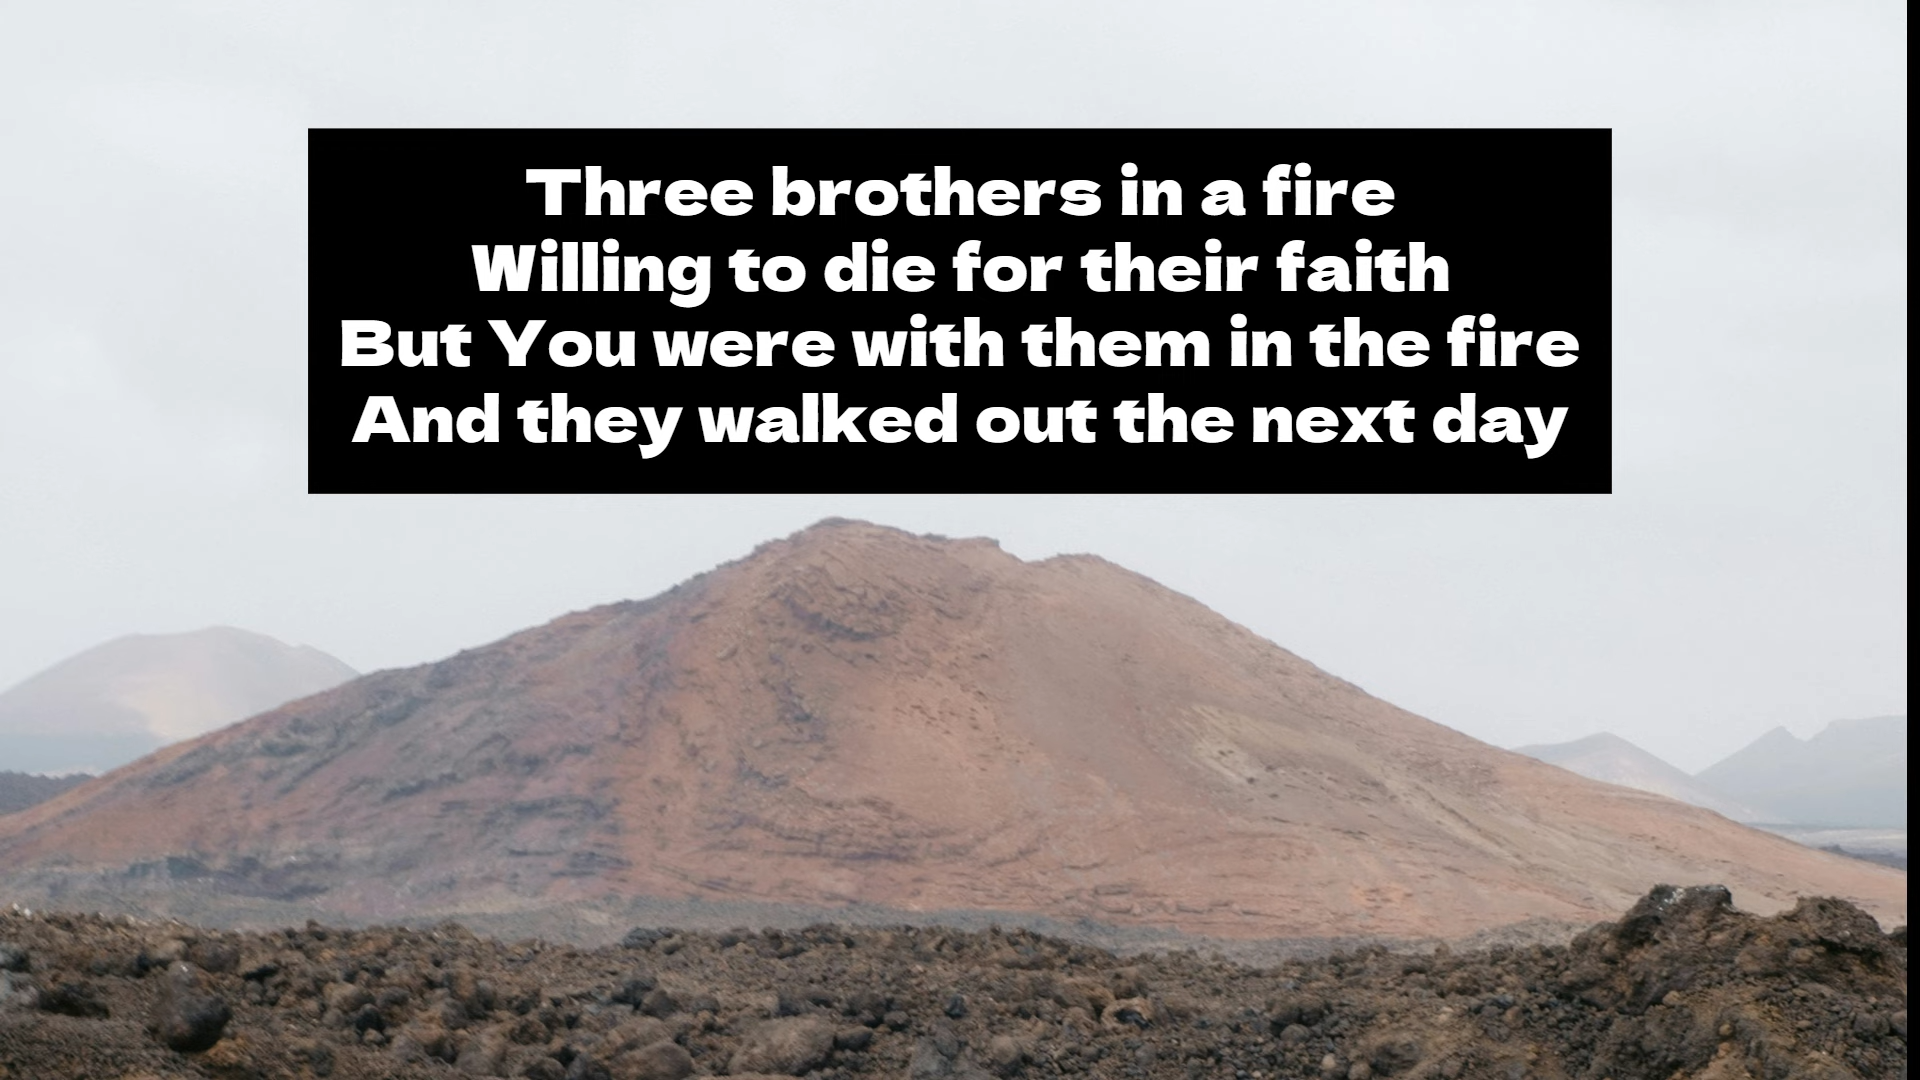 Three brothers in a fire
Willing to die for their faith
But You were with them in the fire
And they walked out the next day